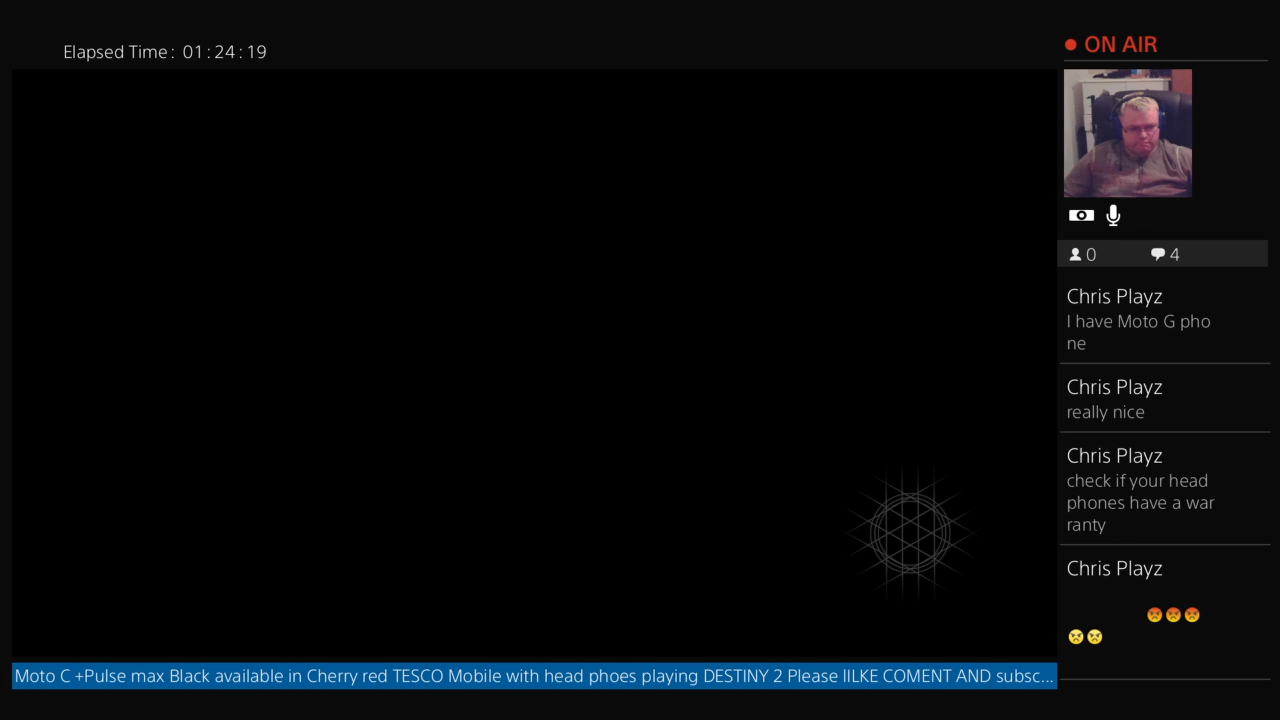 Elapsed Time: 01:24:19
ON AIR
0 4
Chris Playz
I have Moto G pho
ne
Chris Playz
really nice
Chris Playz
check if your head
phones have a war
ranty
Chris Playz
😡😡😡
😠😠
Moto C +Pulse max Black available in Cherry red TESCO Mobile with head phoes playing DESTINY 2 Please lILKE COMENT AND subsc...